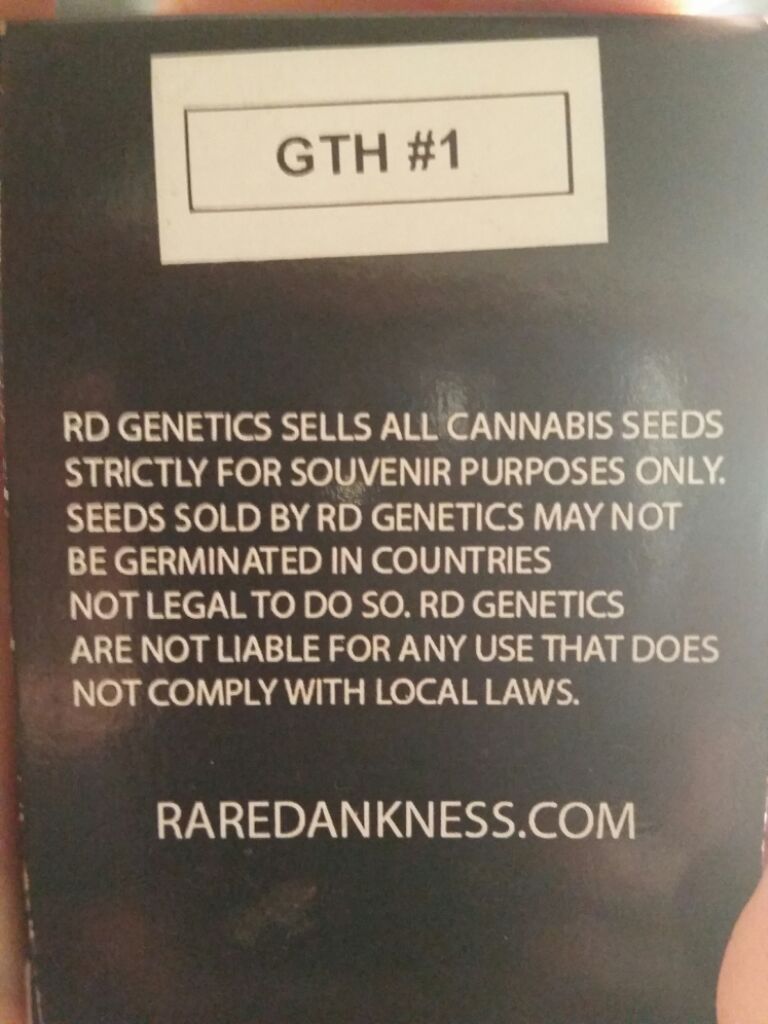 GTH #1
RD GENETICS SELLS ALL CANNABIS SEEDS
STRICTLY FOR SOUVENIR PURPOSES ONLY.
SEEDS SOLD BY RD GENETICS MAY NOT
BE GERMINATED IN COUNTRIES
NOT LEGAL TO DO SO. RD GENETICS
ARE NOT LIABLE FOR ANY USE THAT DOES
NOT COMPLY WITH LOCAL LAWS.
RAREDANKNESS.COM